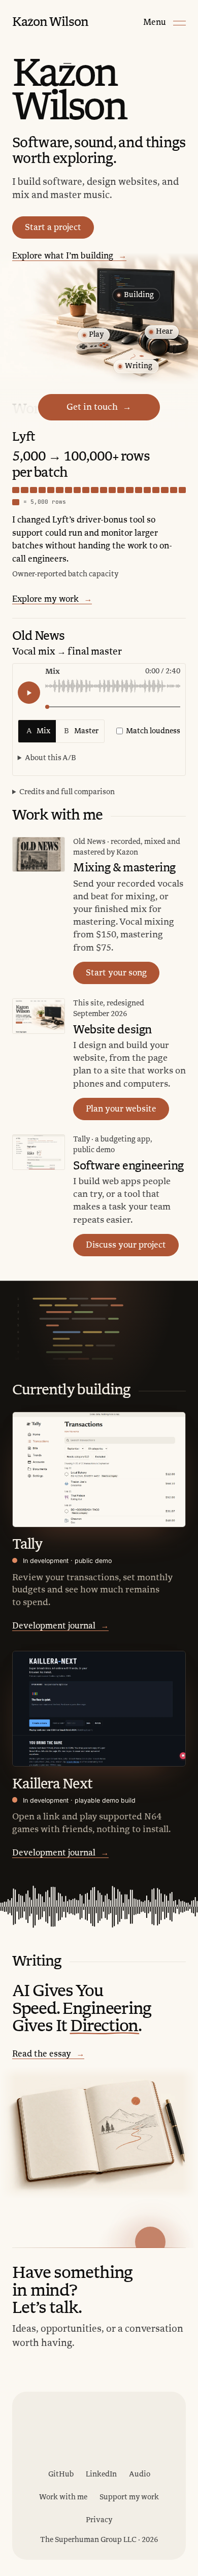 Kazon Wilson
Menu
Kazon
Wilson
Software, sound, and things
worth exploring.
I build software, design websites, and
mix and master music.
Start a project
Explore what I'm building →
Building
Play
Hear
Writing
Get in touch →
Lyft
5,000 → 100,000+ rows
per batch
= 5,000 rows
I changed Lyft's driver-bonus tool so
support could run and monitor larger
batches without handing the work to on-
call engineers.
Owner-reported batch capacity
Explore my work →
Old News
Vocal mix → final master
Mix
0:00 / 2:40
A Mix
B Master
Match loudness
About this A/B
Credits and full comparison
Work with me
OLD NEWS
Old News · recorded, mixed and
mastered by Kazon
Mixing & mastering
Send your recorded vocals
and beat for mixing, or
your finished mix for
mastering. Vocal mixing
from $150, mastering
from $75.
Start your song
This site, redesigned
September 2026
Website design
I design and build your
website, from the page
plan to a site that works on
phones and computers.
Plan your website
Tally · a budgeting app,
public demo
Software engineering
I build web apps people
can try, or a tool that
makes a task your team
repeats easier.
Discuss your project
Currently building
Tally
Transactions
Tally
In development · public demo
Review your transactions, set monthly
budgets and see how much remains
to spend.
Development journal →
KAILLERA-NEXT
Kaillera Next
In development · playable demo build
Open a link and play supported N64
games with friends, nothing to install.
Development journal →
Writing
AI Gives You
Speed. Engineering
Gives It Direction.
Read the essay →
Have something
in mind?
Let's talk.
Ideas, opportunities, or a conversation
worth having.
GitHub
LinkedIn
Audio
Work with me
Support my work
Privacy
The Superhuman Group LLC · 2026